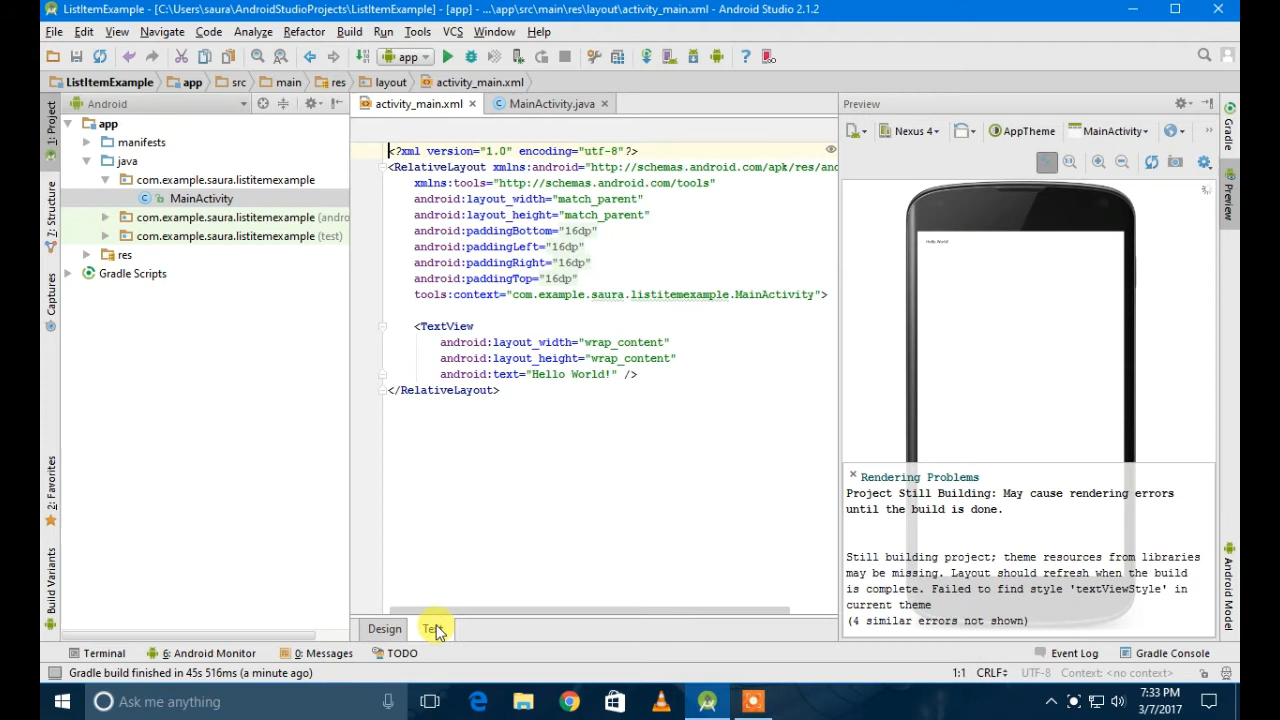 ListItemExample - [C:\Users\saura\AndroidStudioProjects\ListItemExample] - [app] - ...\app\src\main\res\layout\activity_main.xml - Android Studio 2.1.2
File Edit View Navigate Code Analyze Refactor Build Run Tools VCS Window Help
app
ListItemExample app src main res layout activity_main.xml
1: Project
7: Structure
Captures
2: Favorites
Build Variants
Android
app
manifests
java
com.example.saura.listitemexample
MainActivity
com.example.saura.listitemexample (andro
com.example.saura.listitemexample (test)
res
Gradle Scripts
activity_main.xml MainActivity.java
<?xml version="1.0" encoding="utf-8"?>
<RelativeLayout xmlns:android="http://schemas.android.com/apk/res/and
xmlns:tools="http://schemas.android.com/tools"
android:layout_width="match_parent"
android:layout_height="match_parent"
android:paddingBottom="16dp"
android:paddingLeft="16dp"
android:paddingRight="16dp"
android:paddingTop="16dp"
tools:context="com.example.saura.listitemexample.MainActivity">
<TextView
android:layout_width="wrap_content"
android:layout_height="wrap_content"
android:text="Hello World!" />
</RelativeLayout>
Design
Preview
Nexus 4 AppTheme MainActivity
Hello World!
Rendering Problems
Project Still Building: May cause rendering errors
until the build is done.
Still building project; theme resources from libraries
may be missing. Layout should refresh when the build
is complete. Failed to find style 'textViewStyle' in
current theme
(4 similar errors not shown)
Gradle
Preview
Android Model
Terminal 6: Android Monitor 0: Messages TODO Event Log Gradle Console
Gradle build finished in 45s 516ms (a minute ago) 1:1 CRLF UTF-8 Context: <no context>
Ask me anything
7:33 PM
3/7/2017